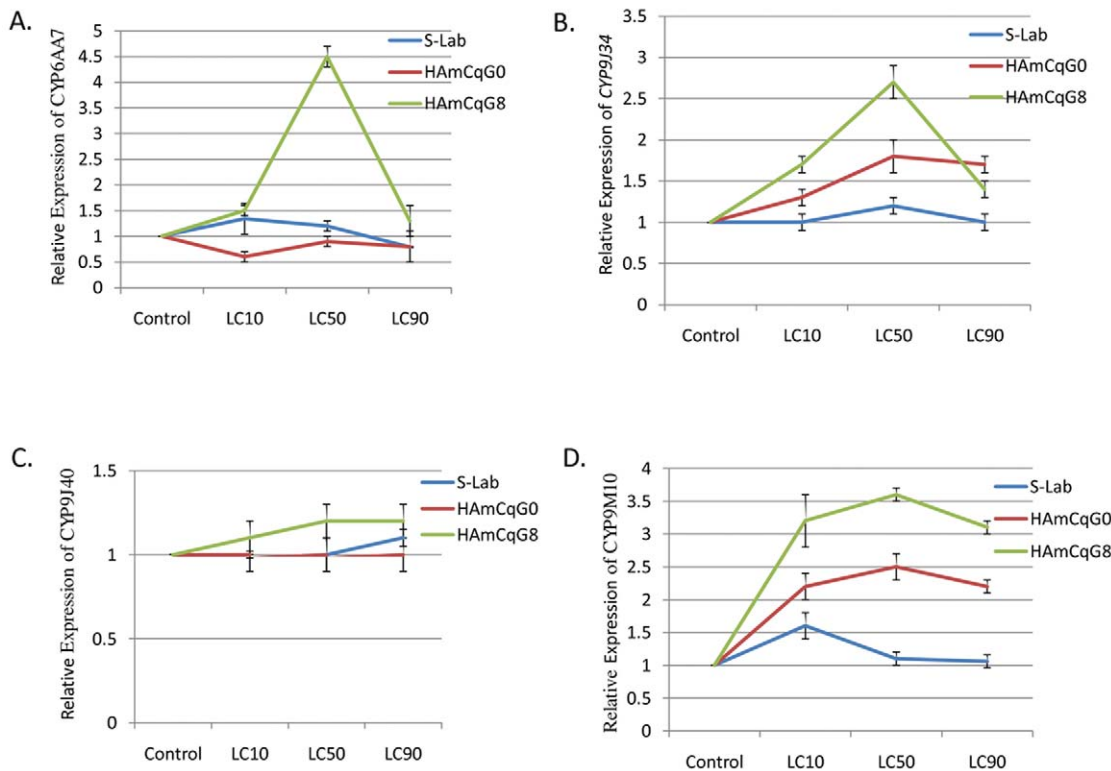 A.
Relative Expression of CYP6AA7
5
4.5
4
3.5
3
2.5
2
1.5
1
0.5
0
Control LC10 LC50 LC90
S-Lab
HAmCqG0
HAmCqG8
B.
Relative Expression of CYP9J34
3.5
3
2.5
2
1.5
1
0.5
0
Control LC10 LC50 LC90
S-Lab
HAmCqG0
HAmCqG8
C.
Relative Expression of CYP9J40
1.5
1
0.5
0
Control LC10 LC50 LC90
S-Lab
HAmCqG0
HAmCqG8
D.
Relative Expression of CYP9M10
4
3.5
3
2.5
2
1.5
1
0.5
0
Control LC10 LC50 LC90
S-Lab
HAmCqG0
HAmCqG8